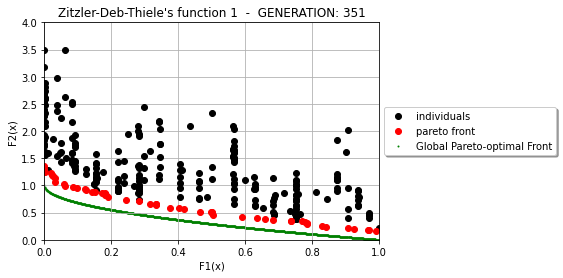 Zitzler-Deb-Thiele's function 1 - GENERATION: 351
4.0
3.5
3.0
2.5
2.0
1.5
1.0
0.5
0.0
F2(x)
0.0 0.2 0.4 0.6 0.8 1.0
F1(x)
individuals
pareto front
Global Pareto-optimal Front